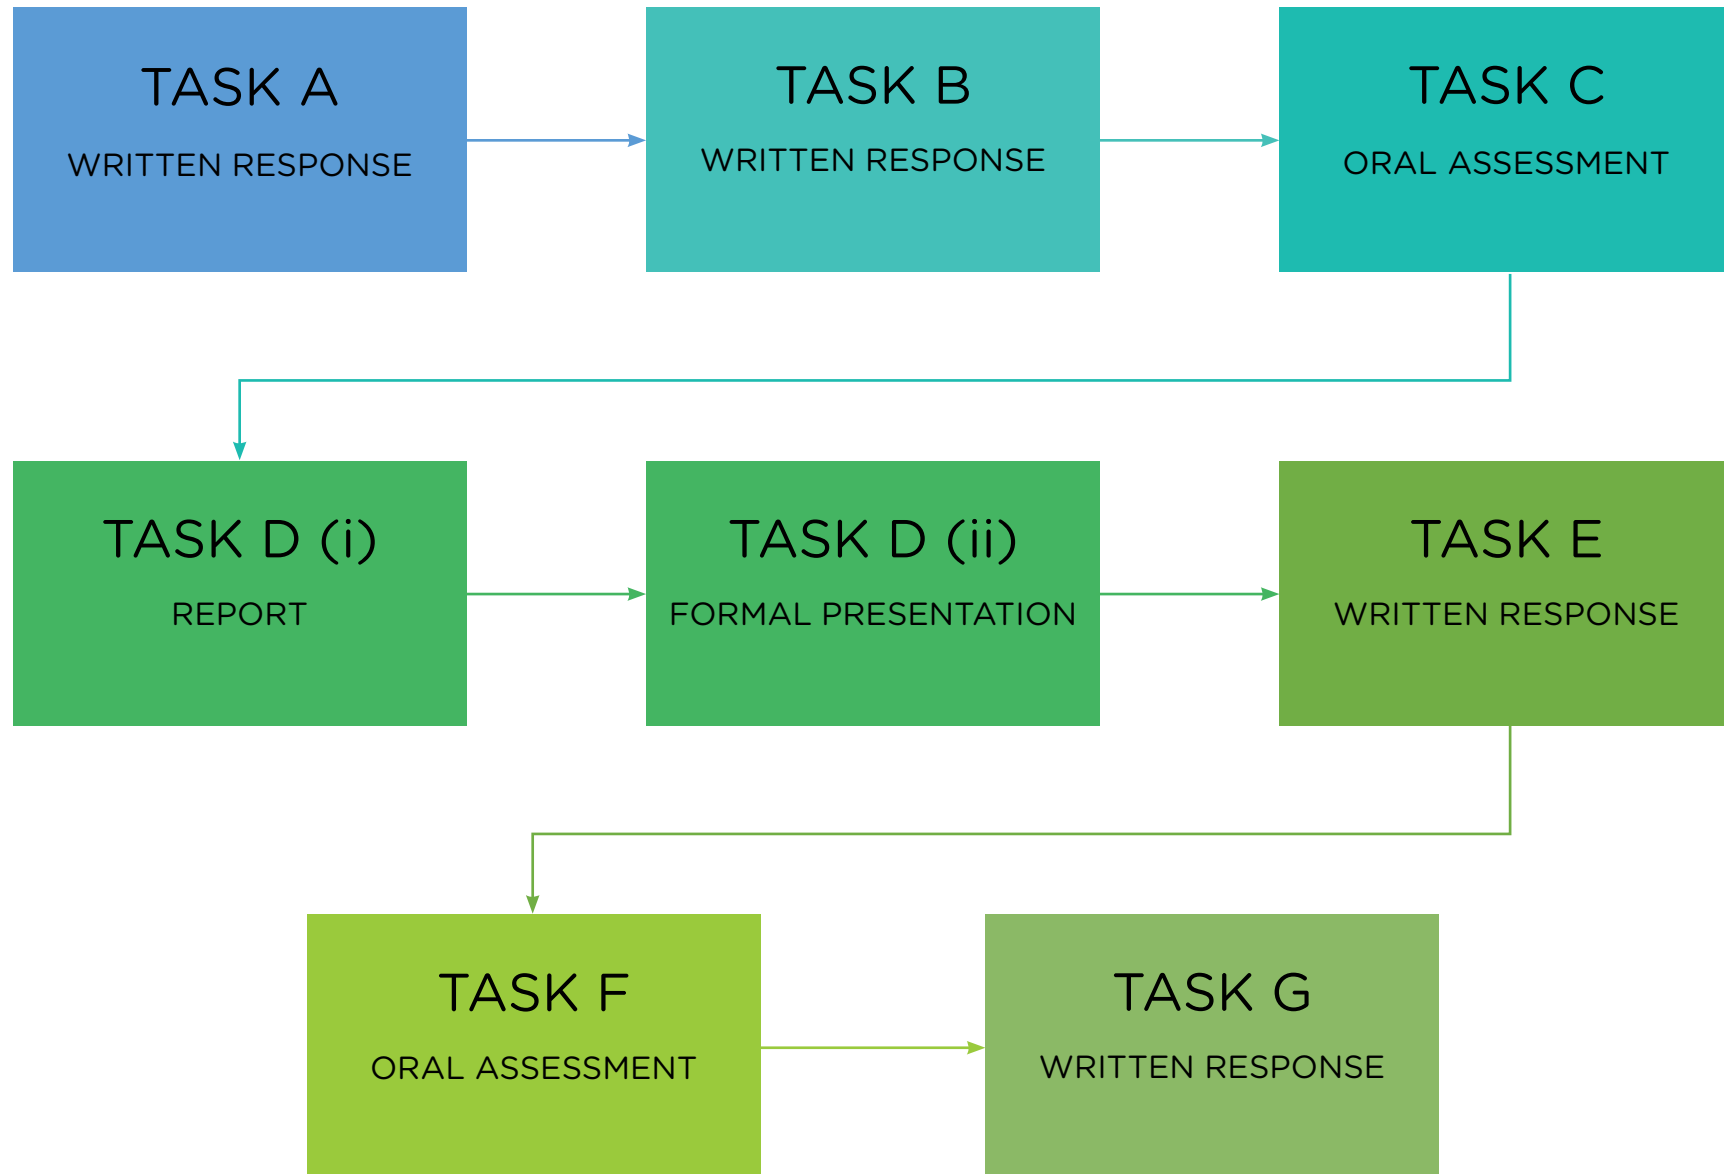 TASK A
WRITTEN RESPONSE
TASK B
WRITTEN RESPONSE
TASK C
ORAL ASSESSMENT
TASK D (i)
REPORT
TASK D (ii)
FORMAL PRESENTATION
TASK E
WRITTEN RESPONSE
TASK F
ORAL ASSESSMENT
TASK G
WRITTEN RESPONSE